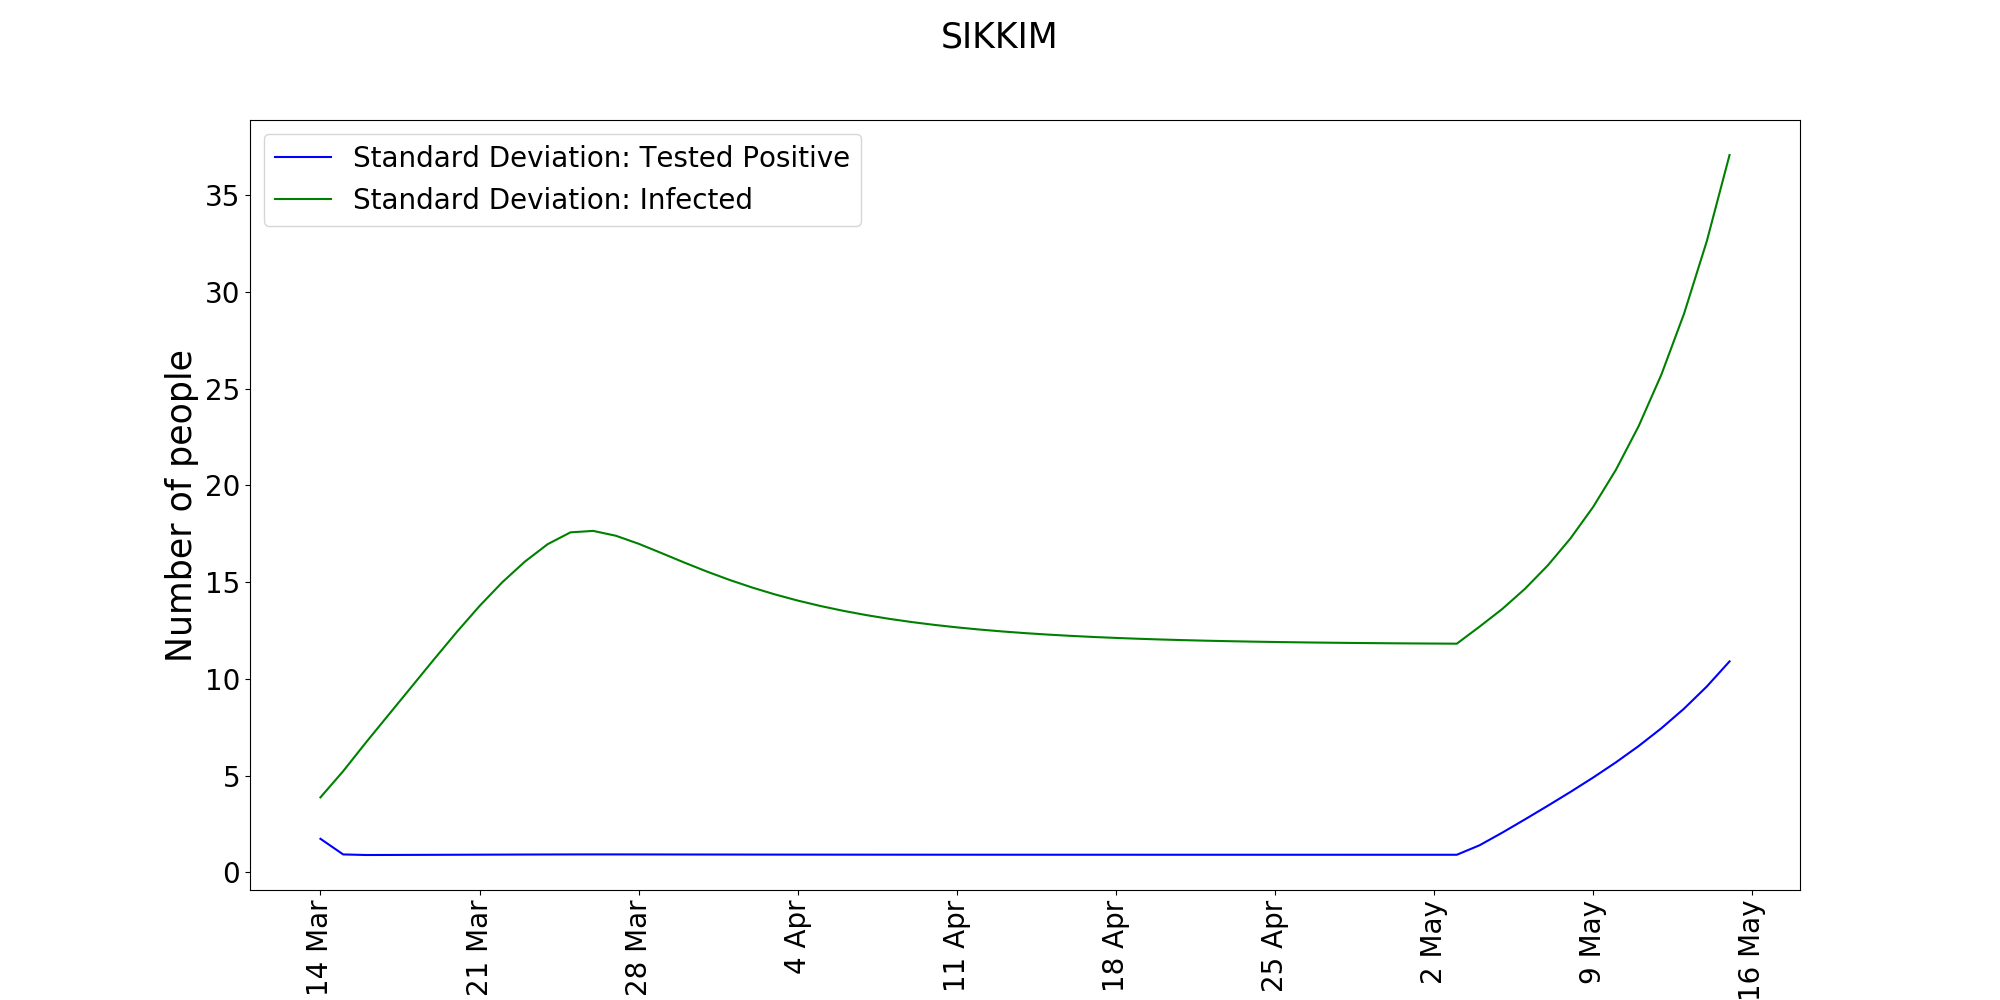 SIKKIM
Standard Deviation: Tested Positive
Standard Deviation: Infected
Number of people
35
30
25
20
15
10
5
0
14 Mar
21 Mar
28 Mar
4 Apr
11 Apr
18 Apr
25 Apr
2 May
9 May
16 May